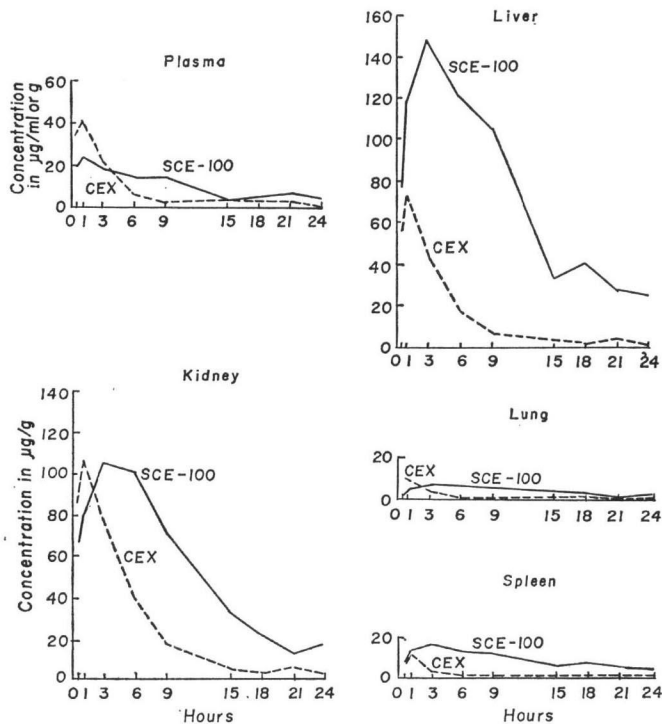 Plasma
Concentration
in µg/ml or g
60
40
20
0
SCE-100
CEX
0 1 3 6 9 15 18 21 24
Liver
160
140
120
100
80
60
40
20
0
SCE-100
CEX
0 1 3 6 9 15 18 21 24
Kidney
Concentration in µg/g
140
120
100
80
60
40
20
SCE-100
CEX
0 1 3 6 9 15 18 21 24
Hours
Lung
20
0
CEX
SCE-100
0 1 3 6 9 15 18 21 24
Spleen
20
0
SCE-100
CEX
0 1 3 6 9 15 18 21 24
Hours